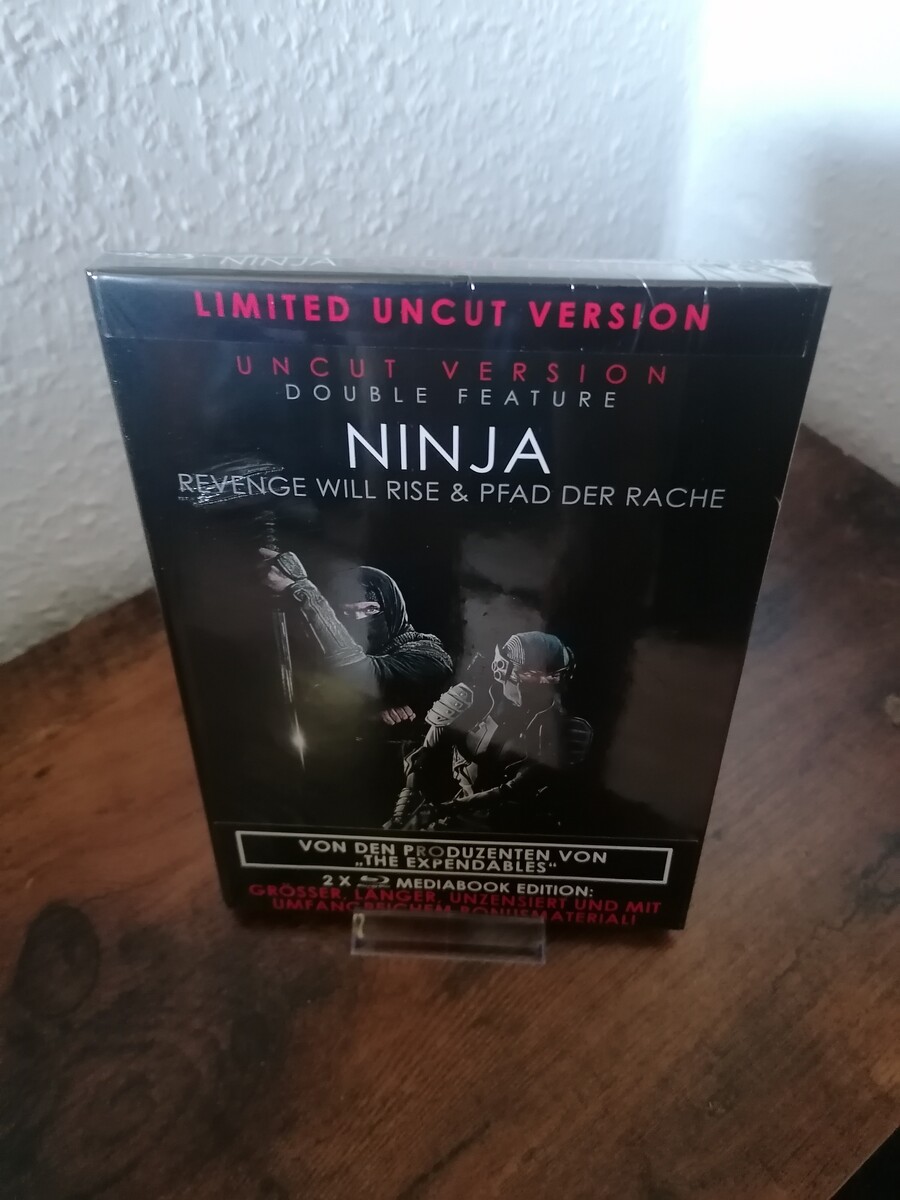 NINJA
LIMITED UNCUT VERSION
UNCUT VERSION
DOUBLE FEATURE
NINJA
REVENGE WILL RISE & PFAD DER RACHE
VON DEN PRODUZENTEN VON
„THE EXPENDABLES“
2 X MEDIABOOK EDITION:
GRÖSSER, LÄNGER, UNZENSIERT UND MIT
UMFANGREICHEM BONUSMATERIAL!